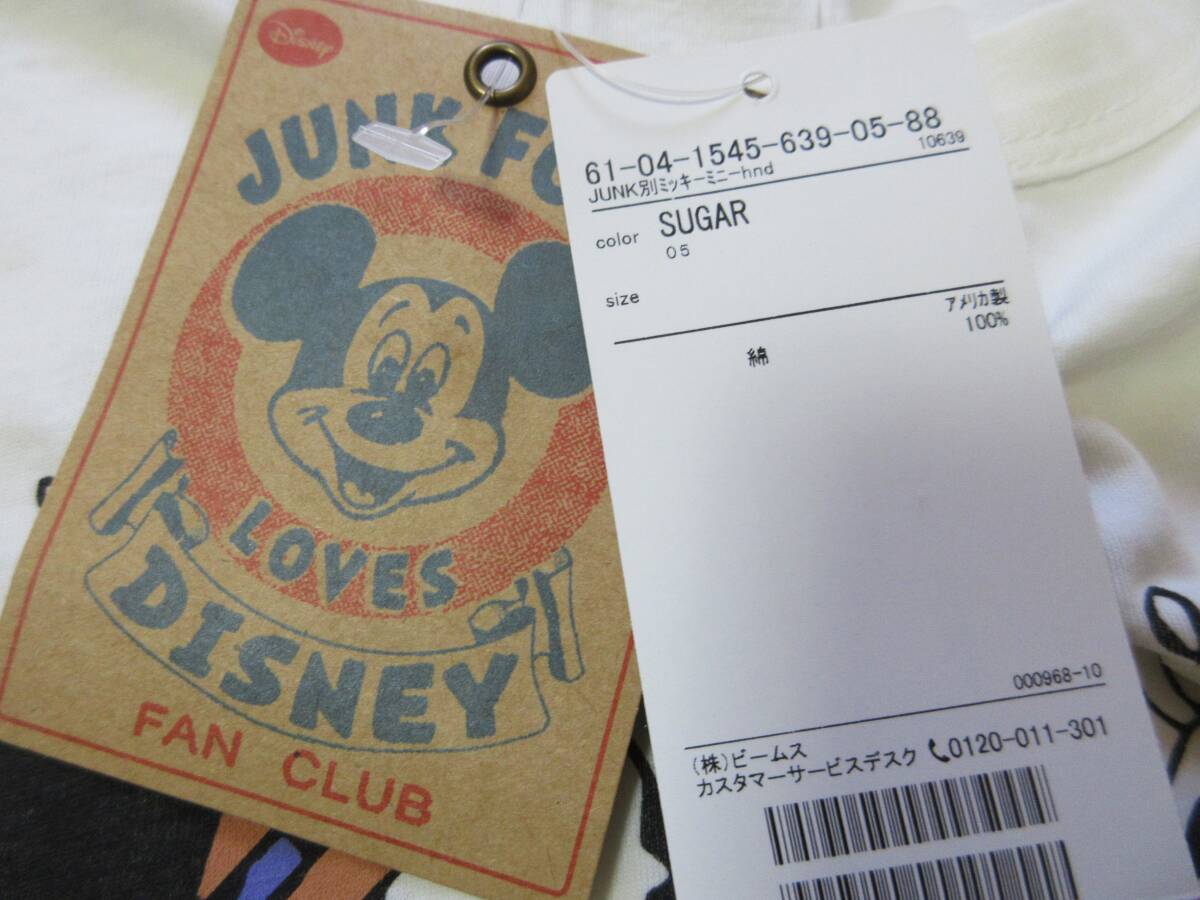 Disney
JUNK FO
LOVES
DISNEY
FAN CLUB
61-04-1545-639-05-88
JUNK別ミッキーミニーhnd 10639
color SUGAR
05
size
アメリカ製
100%
綿
000968-10
(株)ビームス
カスタマーサービスデスク 0120-011-301